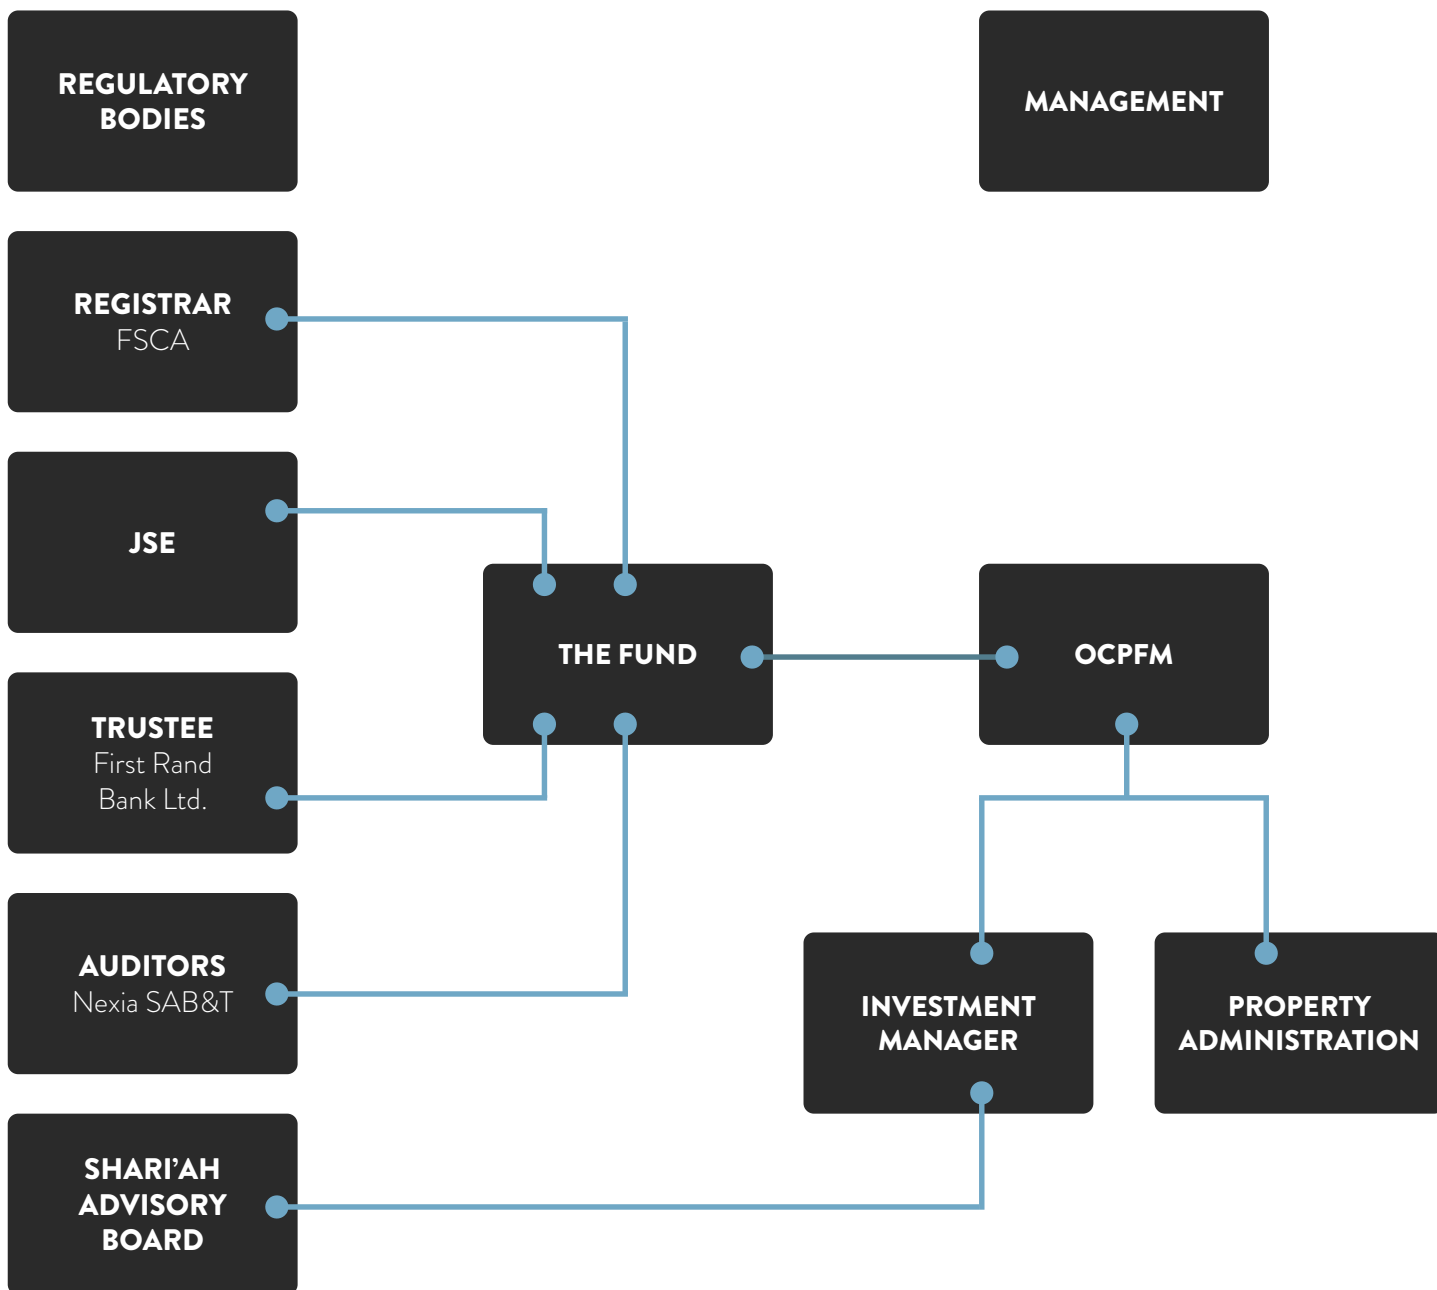 REGULATORY
BODIES
MANAGEMENT
REGISTRAR
FSCA
JSE
THE FUND
OCPFM
TRUSTEE
First Rand
Bank Ltd.
AUDITORS
Nexia SAB&T
INVESTMENT
MANAGER
PROPERTY
ADMINISTRATION
SHARI’AH
ADVISORY
BOARD